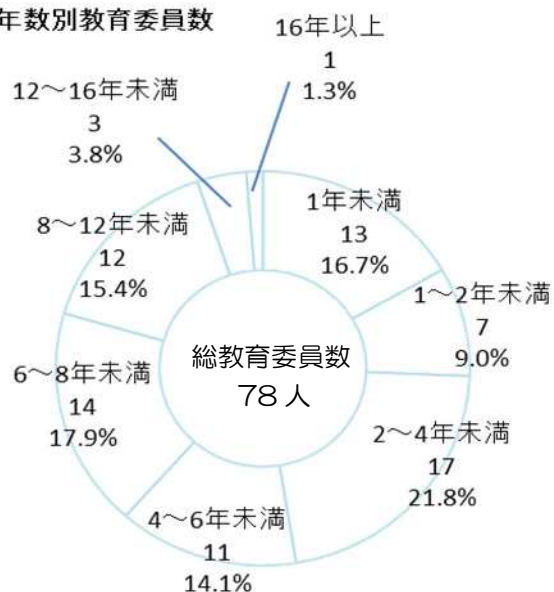 年数別教育委員数
16年以上
1
1.3%
12～16年未満
3
3.8%
1年未満
13
16.7%
8～12年未満
12
15.4%
1～2年未満
7
9.0%
総教育委員数
78人
6～8年未満
14
17.9%
2～4年未満
17
21.8%
4～6年未満
11
14.1%